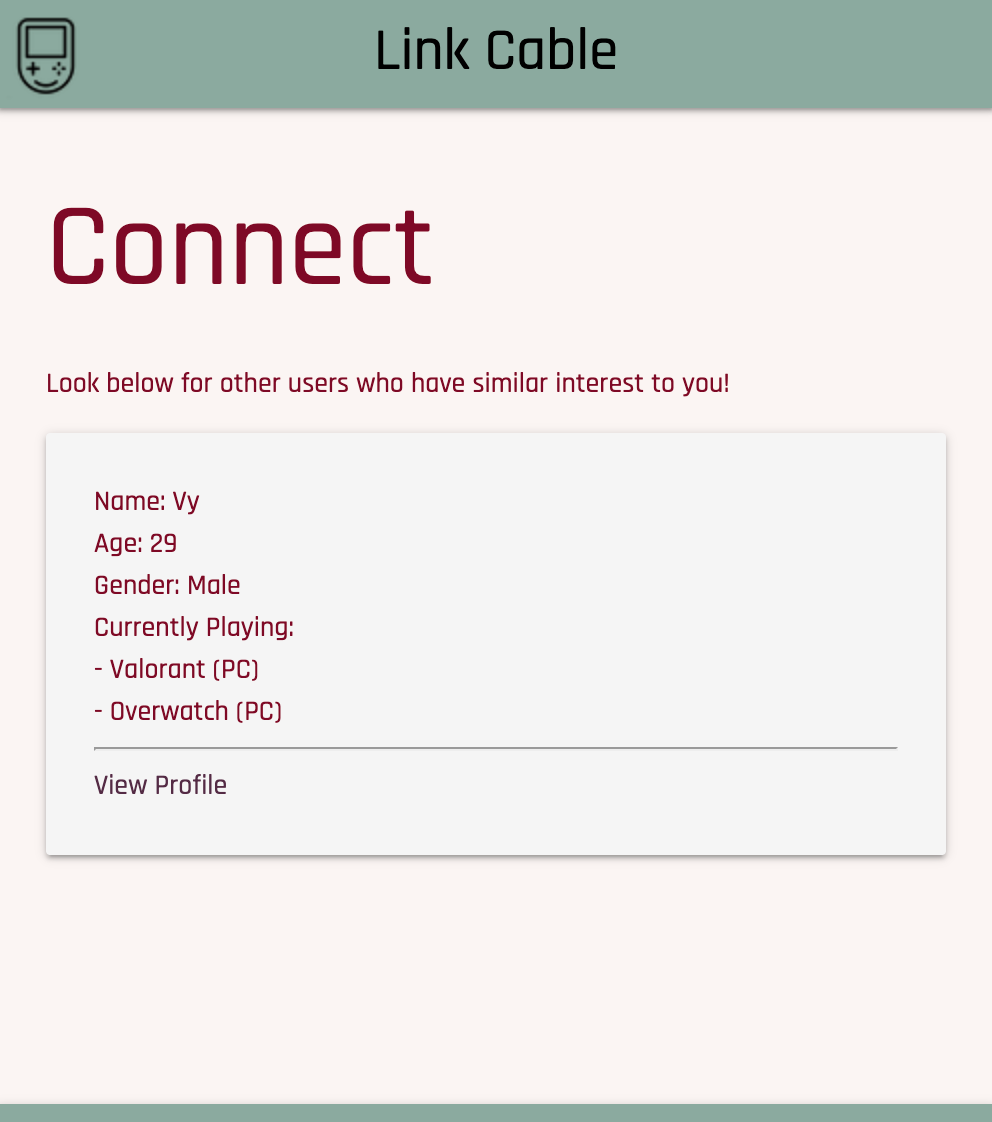 Link Cable
Connect
Look below for other users who have similar interest to you!
Name: Vy
Age: 29
Gender: Male
Currently Playing:
- Valorant (PC)
- Overwatch (PC)
View Profile